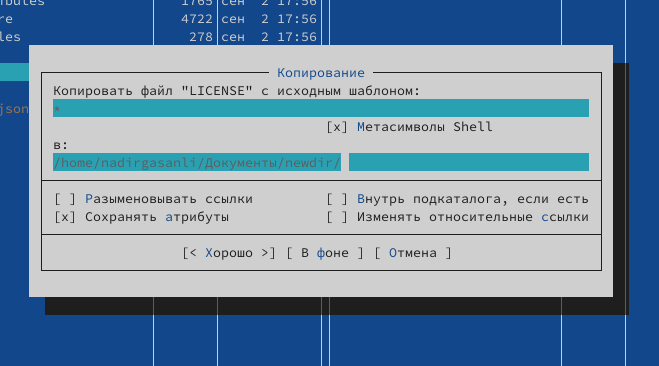 1765 сен 2 17:56
re 4722 сен 2 17:56
les 278 сен 2 17:56
Копирование
Копировать файл "LICENSE" с исходным шаблоном:
*
json
[x] Метасимволы Shell
в:
/home/nadirgasanli/Документы/newdir/
[ ] Разыменовывать ссылки [ ] Внутрь подкаталога, если есть
[x] Сохранять атрибуты [ ] Изменять относительные ссылки
[< Хорошо >] [ В фоне ] [ Отмена ]